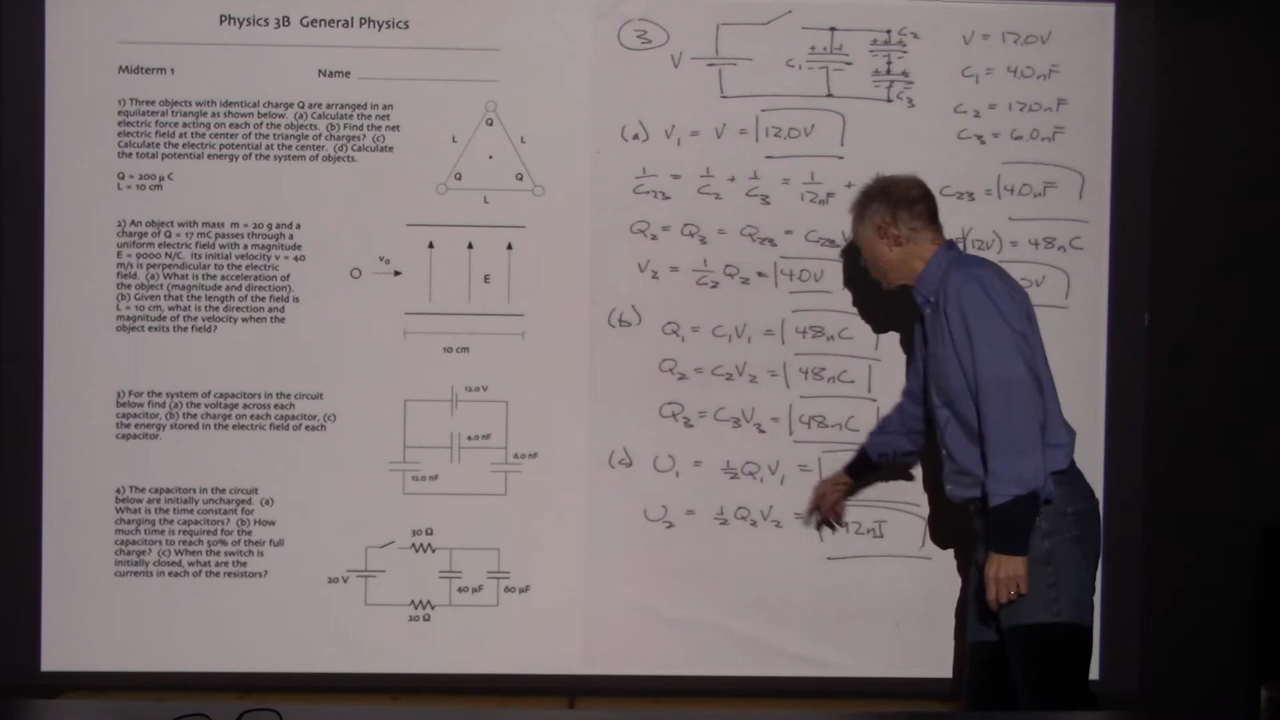 Physics 3B General Physics
Midterm 1
Name
1) Three objects with identical charge Q are arranged in an
equilateral triangle as shown below. (a) Calculate the net
electric force acting on each of the objects. (b) Find the net
electric field at the center of the triangle of charges? (c)
Calculate the electric potential at the center. (d) Calculate
the total potential energy of the system of objects.
Q = 200 μ C
L = 10 cm
Q
L
L
Q
Q
L
2) An object with mass m = 20 g and a
charge of Q = 17 mC passes through a
uniform electric field with a magnitude
E = 9000 N/C. Its initial velocity v = 40
m/s is perpendicular to the electric
field. (a) What is the acceleration of
the object (magnitude and direction).
(b) Given that the length of the field is
L = 10 cm, what is the direction and
magnitude of the velocity when the
object exits the field?
v₀
E
10 cm
3) For the system of capacitors in the circuit
below find (a) the voltage across each
capacitor, (b) the charge on each capacitor, (c)
the energy stored in the electric field of each
capacitor.
12.0 V
4.0 nF
6.0 nF
12.0 nF
4) The capacitors in the circuit
below are initially uncharged. (a)
What is the time constant for
charging the capacitors? (b) How
much time is required for the
capacitors to reach 50% of their full
charge? (c) When the switch is
initially closed, what are the
currents in each of the resistors?
30 Ω
20 V
40 μF
60 μF
20 Ω
3
V
C₁
C₂
C₃
V = 12.0V
C₁ = 4.0nF
C₂ = 12.0nF
C₃ = 6.0nF
(a) V₁ = V = 12.0V
1/C₂₃ = 1/C₂ + 1/C₃ = 1/12nF +
C₂₃ = 4.0nF
Q₂ = Q₃ = Q₂₃ = C₂₃V
(12V) = 48nC
V₂ = 1/C₂ Q₂ = 4.0V
0V
(b) Q₁ = C₁V₁ = 48nC
Q₂ = C₂V₂ = 48nC
Q₃ = C₃V₃ = 48nC
(c) U₁ = ½Q₁V₁ =
U₂ = ½Q₂V₂ =